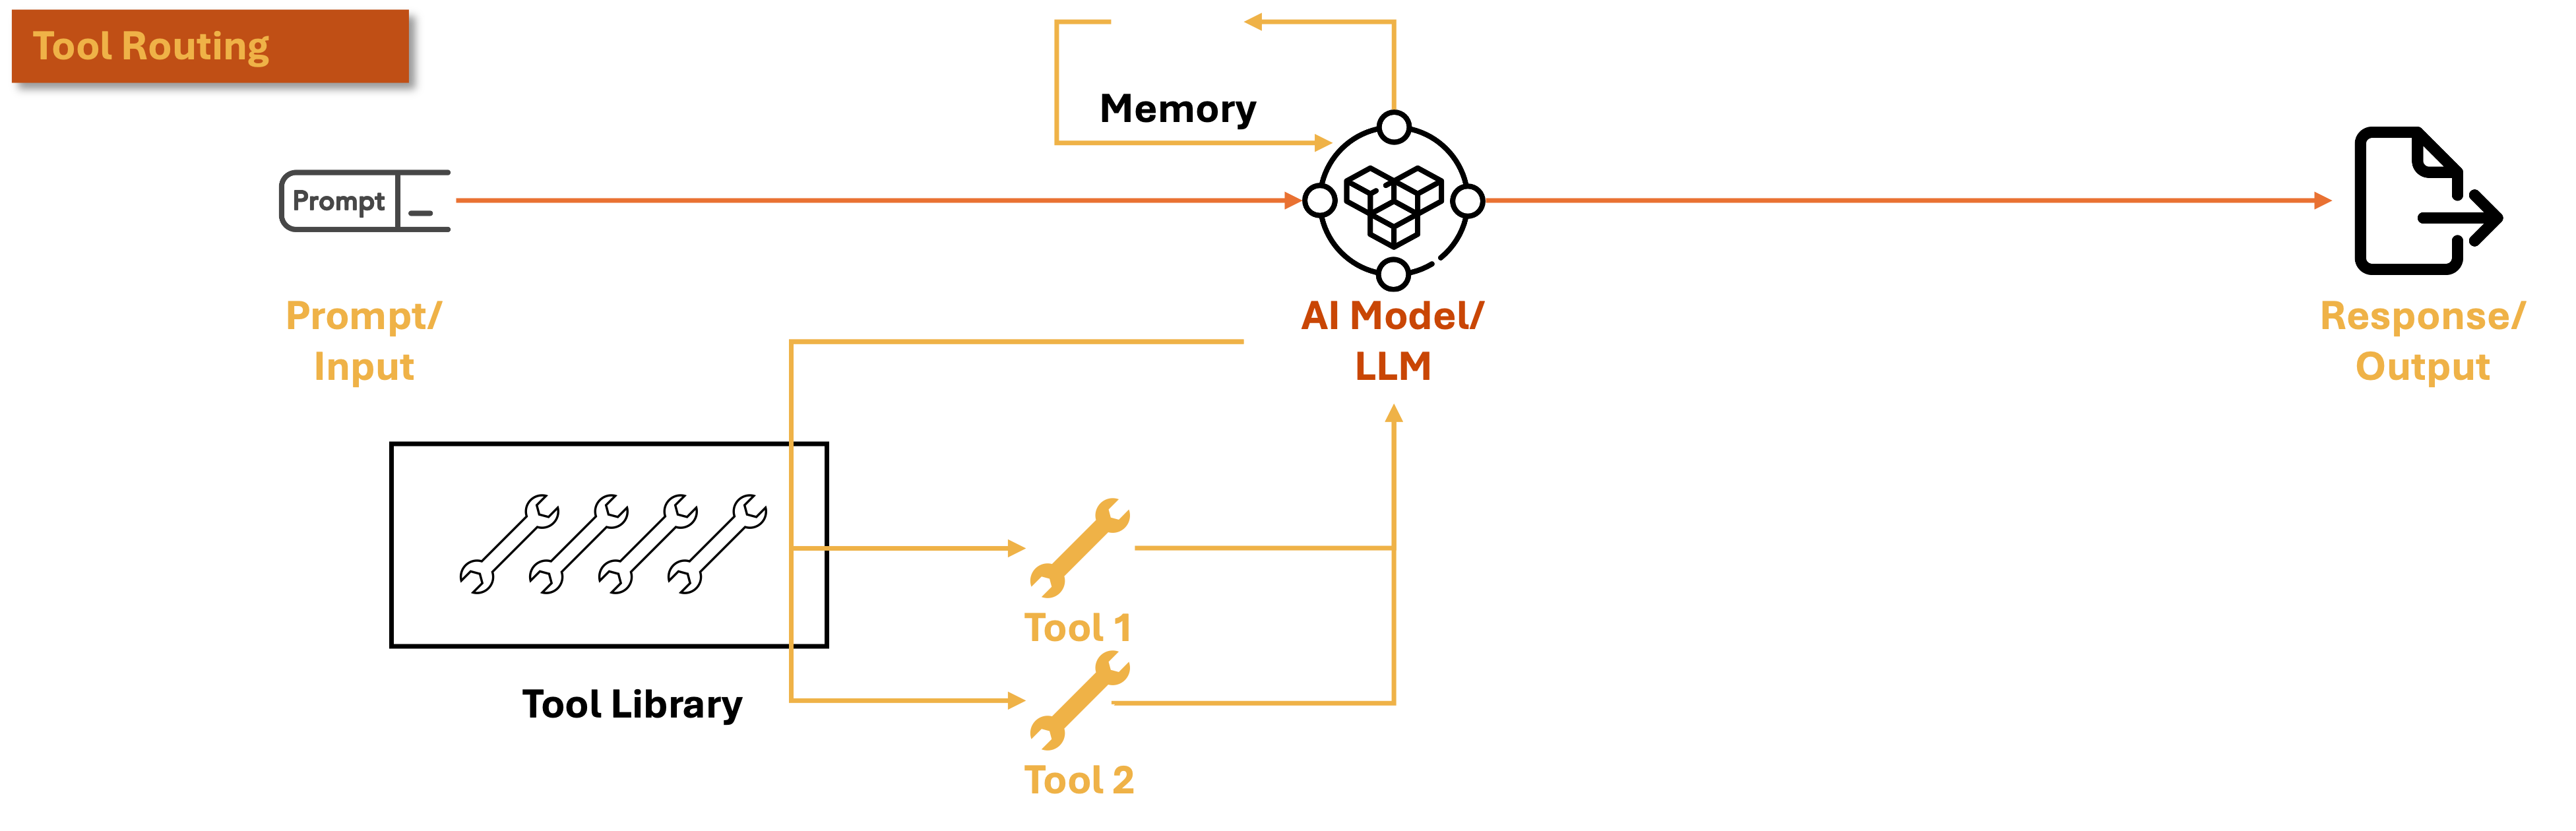 Tool Routing
Memory
Prompt
Prompt/
Input
AI Model/
LLM
Response/
Output
Tool Library
Tool 1
Tool 2